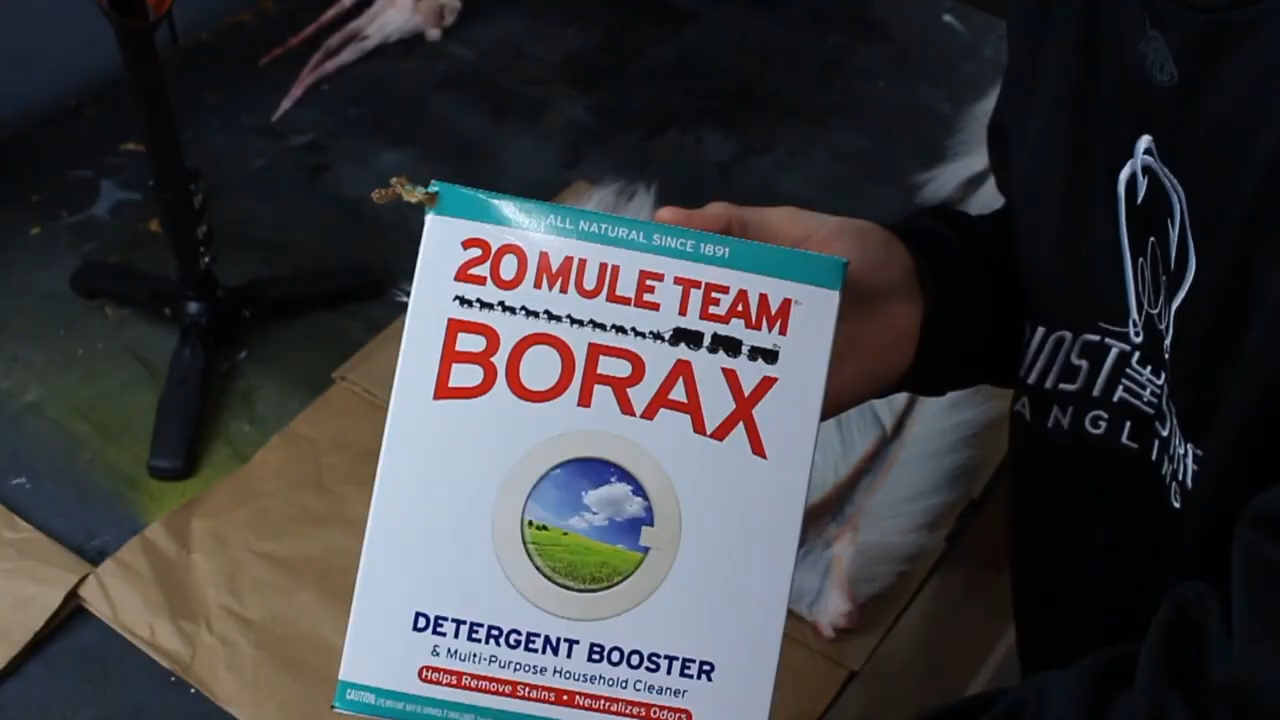 ALL NATURAL SINCE 1891
20 MULE TEAM®
BORAX
DETERGENT BOOSTER
& Multi-Purpose Household Cleaner
Helps Remove Stains • Neutralizes Odors
CAUTION:
THE
ANGLING